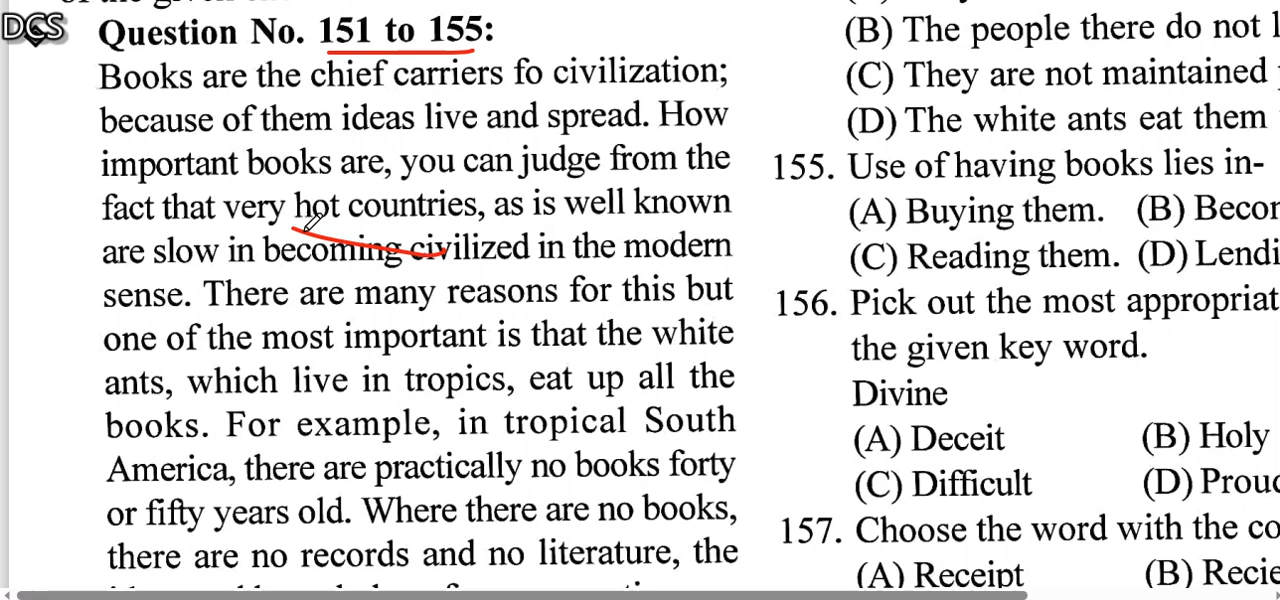 of the given
DCS
Question No. 151 to 155:
Books are the chief carriers fo civilization;
because of them ideas live and spread. How
important books are, you can judge from the
fact that very hot countries, as is well known
are slow in becoming civilized in the modern
sense. There are many reasons for this but
one of the most important is that the white
ants, which live in tropics, eat up all the
books. For example, in tropical South
America, there are practically no books forty
or fifty years old. Where there are no books,
there are no records and no literature, the
(B) The people there do not
(C) They are not maintained
(D) The white ants eat them
155. Use of having books lies in-
(A) Buying them. (B) Becor
(C) Reading them. (D) Lendi
156. Pick out the most appropriat
the given key word.
Divine
(A) Deceit (B) Holy
(C) Difficult (D) Proud
157. Choose the word with the co
(A) Receipt (B) Recie